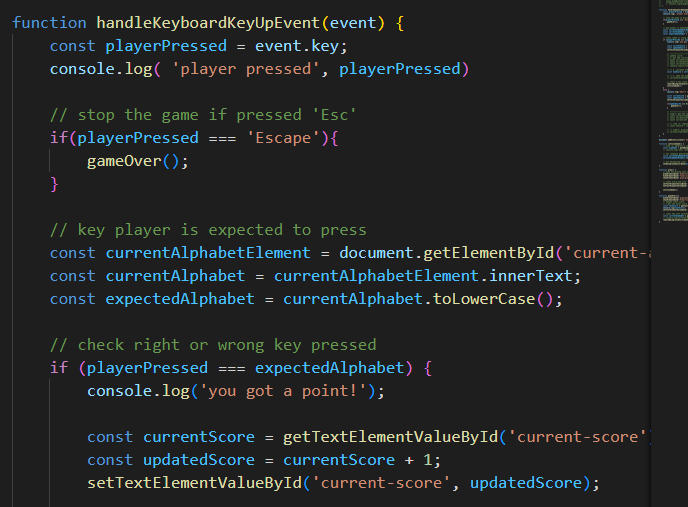 function handleKeyboardKeyUpEvent(event) {
const playerPressed = event.key;
console.log( 'player pressed', playerPressed)
// stop the game if pressed 'Esc'
if(playerPressed === 'Escape'){
gameOver();
}
// key player is expected to press
const currentAlphabetElement = document.getElementById('current-a
const currentAlphabet = currentAlphabetElement.innerText;
const expectedAlphabet = currentAlphabet.toLowerCase();
// check right or wrong key pressed
if (playerPressed === expectedAlphabet) {
console.log('you got a point!');
const currentScore = getTextElementValueById('current-score')
const updatedScore = currentScore + 1;
setTextElementValueById('current-score', updatedScore);